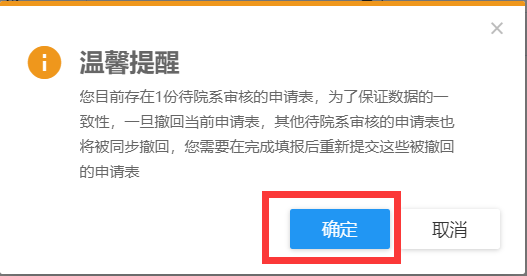 温馨提醒
您目前存在1份待院系审核的申请表，为了保证数据的一
致性，一旦撤回当前申请表，其他待院系审核的申请表也
将被同步撤回，您需要在完成填报后重新提交这些被撤回
的申请表
确定 取消